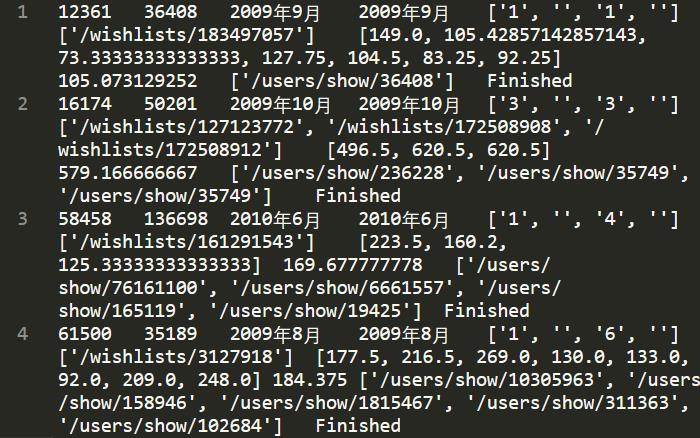 1 12361 36408 2009年9月 2009年9月 ['1', '', '1', '']
['/wishlists/183497057'] [149.0, 105.42857142857143,
73.33333333333333, 127.75, 104.5, 83.25, 92.25]
105.073129252 ['/users/show/36408'] Finished
2 16174 50201 2009年10月 2009年10月 ['3', '', '3', '']
['/wishlists/127123772', '/wishlists/172508908', '/
wishlists/172508912'] [496.5, 620.5, 620.5]
579.166666667 ['/users/show/236228', '/users/show/35749',
'/users/show/35749'] Finished
3 58458 136698 2010年6月 2010年6月 ['1', '', '4', '']
['/wishlists/161291543'] [223.5, 160.2,
125.33333333333333] 169.677777778 ['/users/
show/76161100', '/users/show/6661557', '/users/
show/165119', '/users/show/19425'] Finished
4 61500 35189 2009年8月 2009年8月 ['1', '', '6', '']
['/wishlists/3127918'] [177.5, 216.5, 269.0, 130.0, 133.0,
92.0, 209.0, 248.0] 184.375 ['/users/show/10305963', '/users
/show/158946', '/users/show/1815467', '/users/show/311363',
'/users/show/102684'] Finished